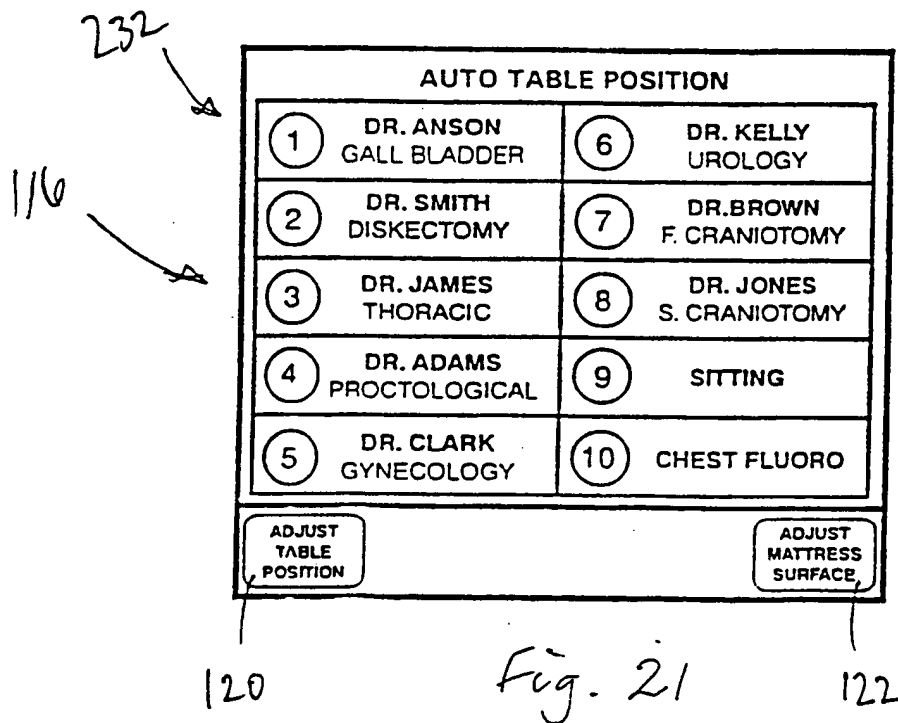 232
AUTO TABLE POSITION
1 DR. ANSON
GALL BLADDER
6 DR. KELLY
UROLOGY
116
2 DR. SMITH
DISKECTOMY
7 DR.BROWN
F. CRANIOTOMY
3 DR. JAMES
THORACIC
8 DR. JONES
S. CRANIOTOMY
4 DR. ADAMS
PROCTOLOGICAL
9 SITTING
5 DR. CLARK
GYNECOLOGY
10 CHEST FLUORO
ADJUST
TABLE
POSITION
ADJUST
MATTRESS
SURFACE
120
Fig. 21
122